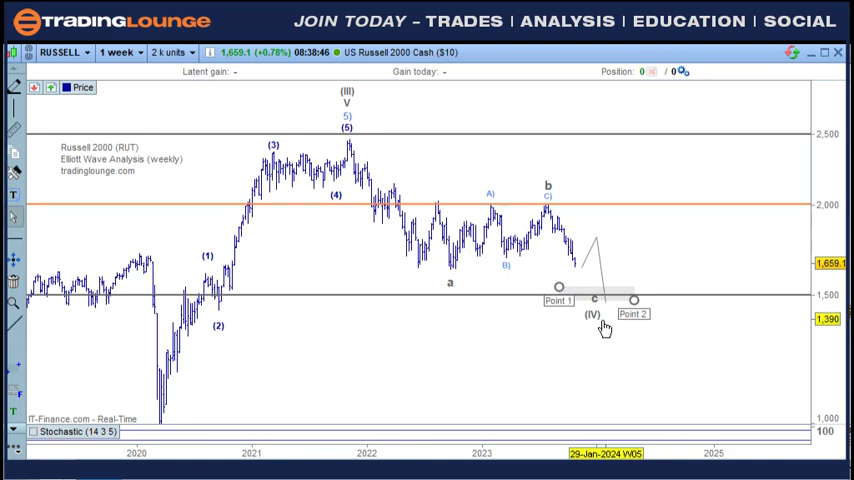 TRADINGLOUNGE
JOIN TODAY - TRADES | ANALYSIS | EDUCATION | SOCIAL
RUSSELL 1 week 2 k units 1,659.1 (+0.78%) 08:38:46 US Russell 2000 Cash ($10)
Latent gain: - Gain today: - Position: 0 / 0
Price
(III)
V
5)
(5)
2,500
Russell 2000 (RUT)
Elliott Wave Analysis (weekly)
tradinglounge.com
(3)
(4)
A)
b
C)
2,000
(1)
B)
1,659.1
a
(2)
Point 1
c
1,500
(IV)
Point 2
1,390
IT-Finance.com - Real-Time
1,000
Stochastic (14 3 5)
100
2020 2021 2022 2023 29-Jan-2024 W05 2025